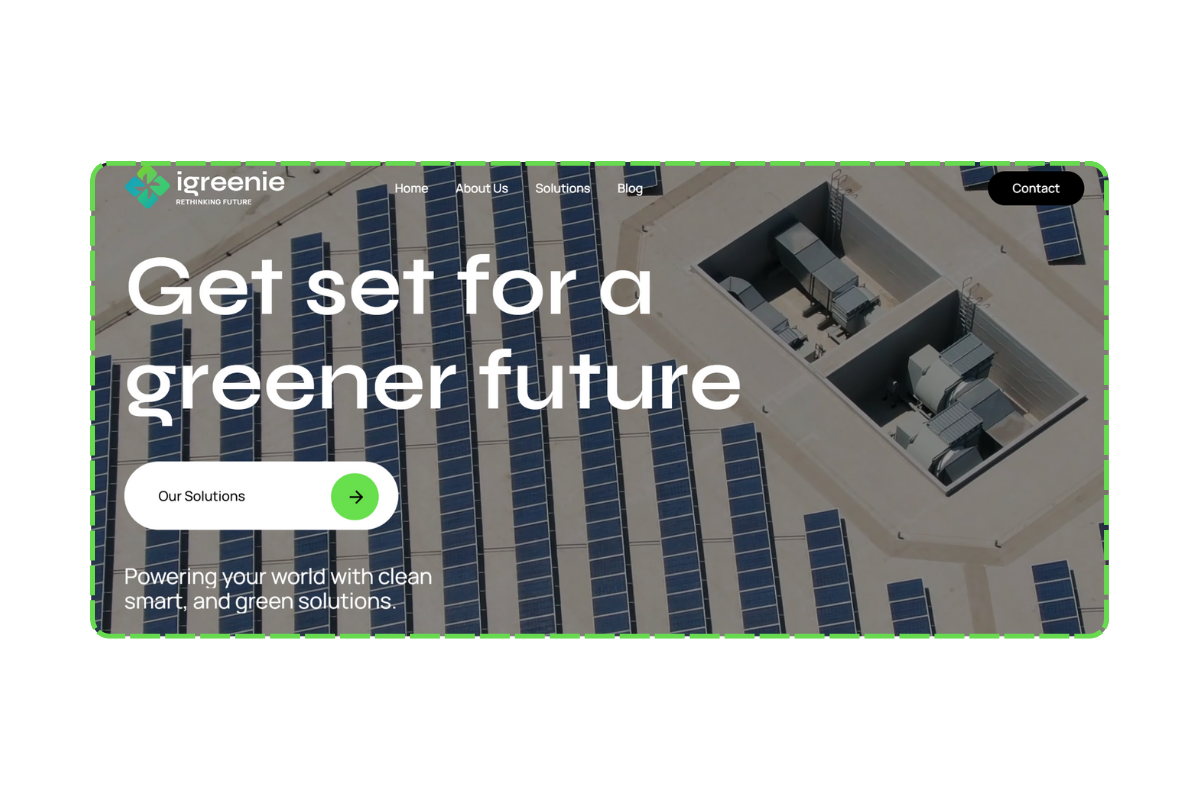 igreenie
RETHINKING FUTURE
Home About Us Solutions Blog
Contact
Get set for a
greener future
Our Solutions
Powering your world with clean
smart, and green solutions.